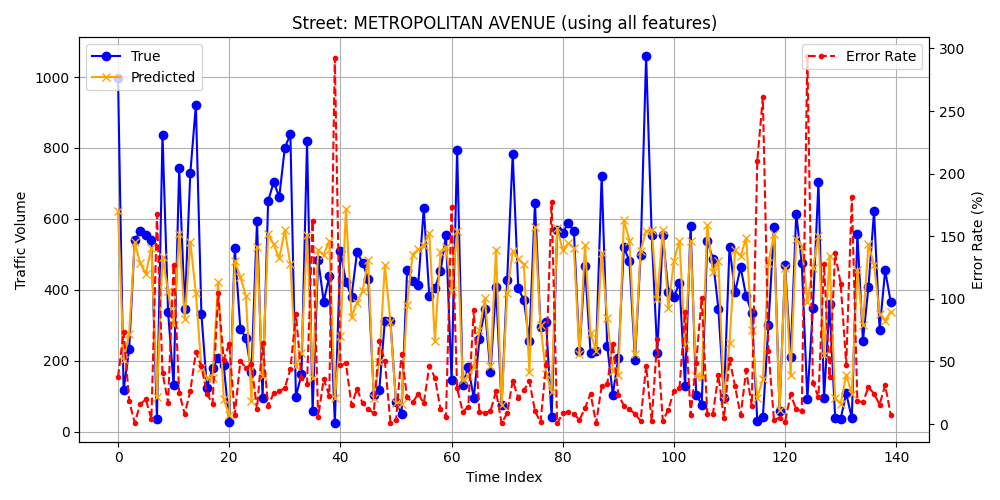 Street: METROPOLITAN AVENUE (using all features)
True
Predicted
Error Rate
Traffic Volume
1000
800
600
400
200
0
300
250
200
150
100
50
0
Error Rate (%)
0 20 40 60 80 100 120 140
Time Index